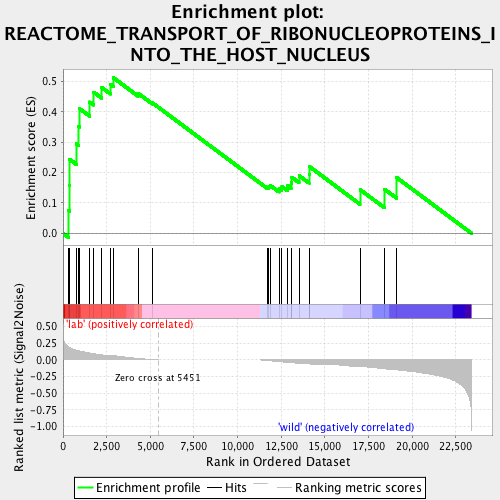 Enrichment plot:
REACTOME_TRANSPORT_OF_RIBONUCLEOPROTEINS_I
NTO_THE_HOST_NUCLEUS
Enrichment score (ES)
0.5
0.4
0.3
0.2
0.1
0.0
Ranked list metric (Signal2Noise)
'lab' (positively correlated)
0.50
0.25
0.00
-0.25
-0.50
-0.75
-1.00
Zero cross at 5451
'wild' (negatively correlated)
0
2,500
5,000
7,500
10,000
12,500
15,000
17,500
20,000
22,500
Rank in Ordered Dataset
Enrichment profile
Hits
Ranking metric scores